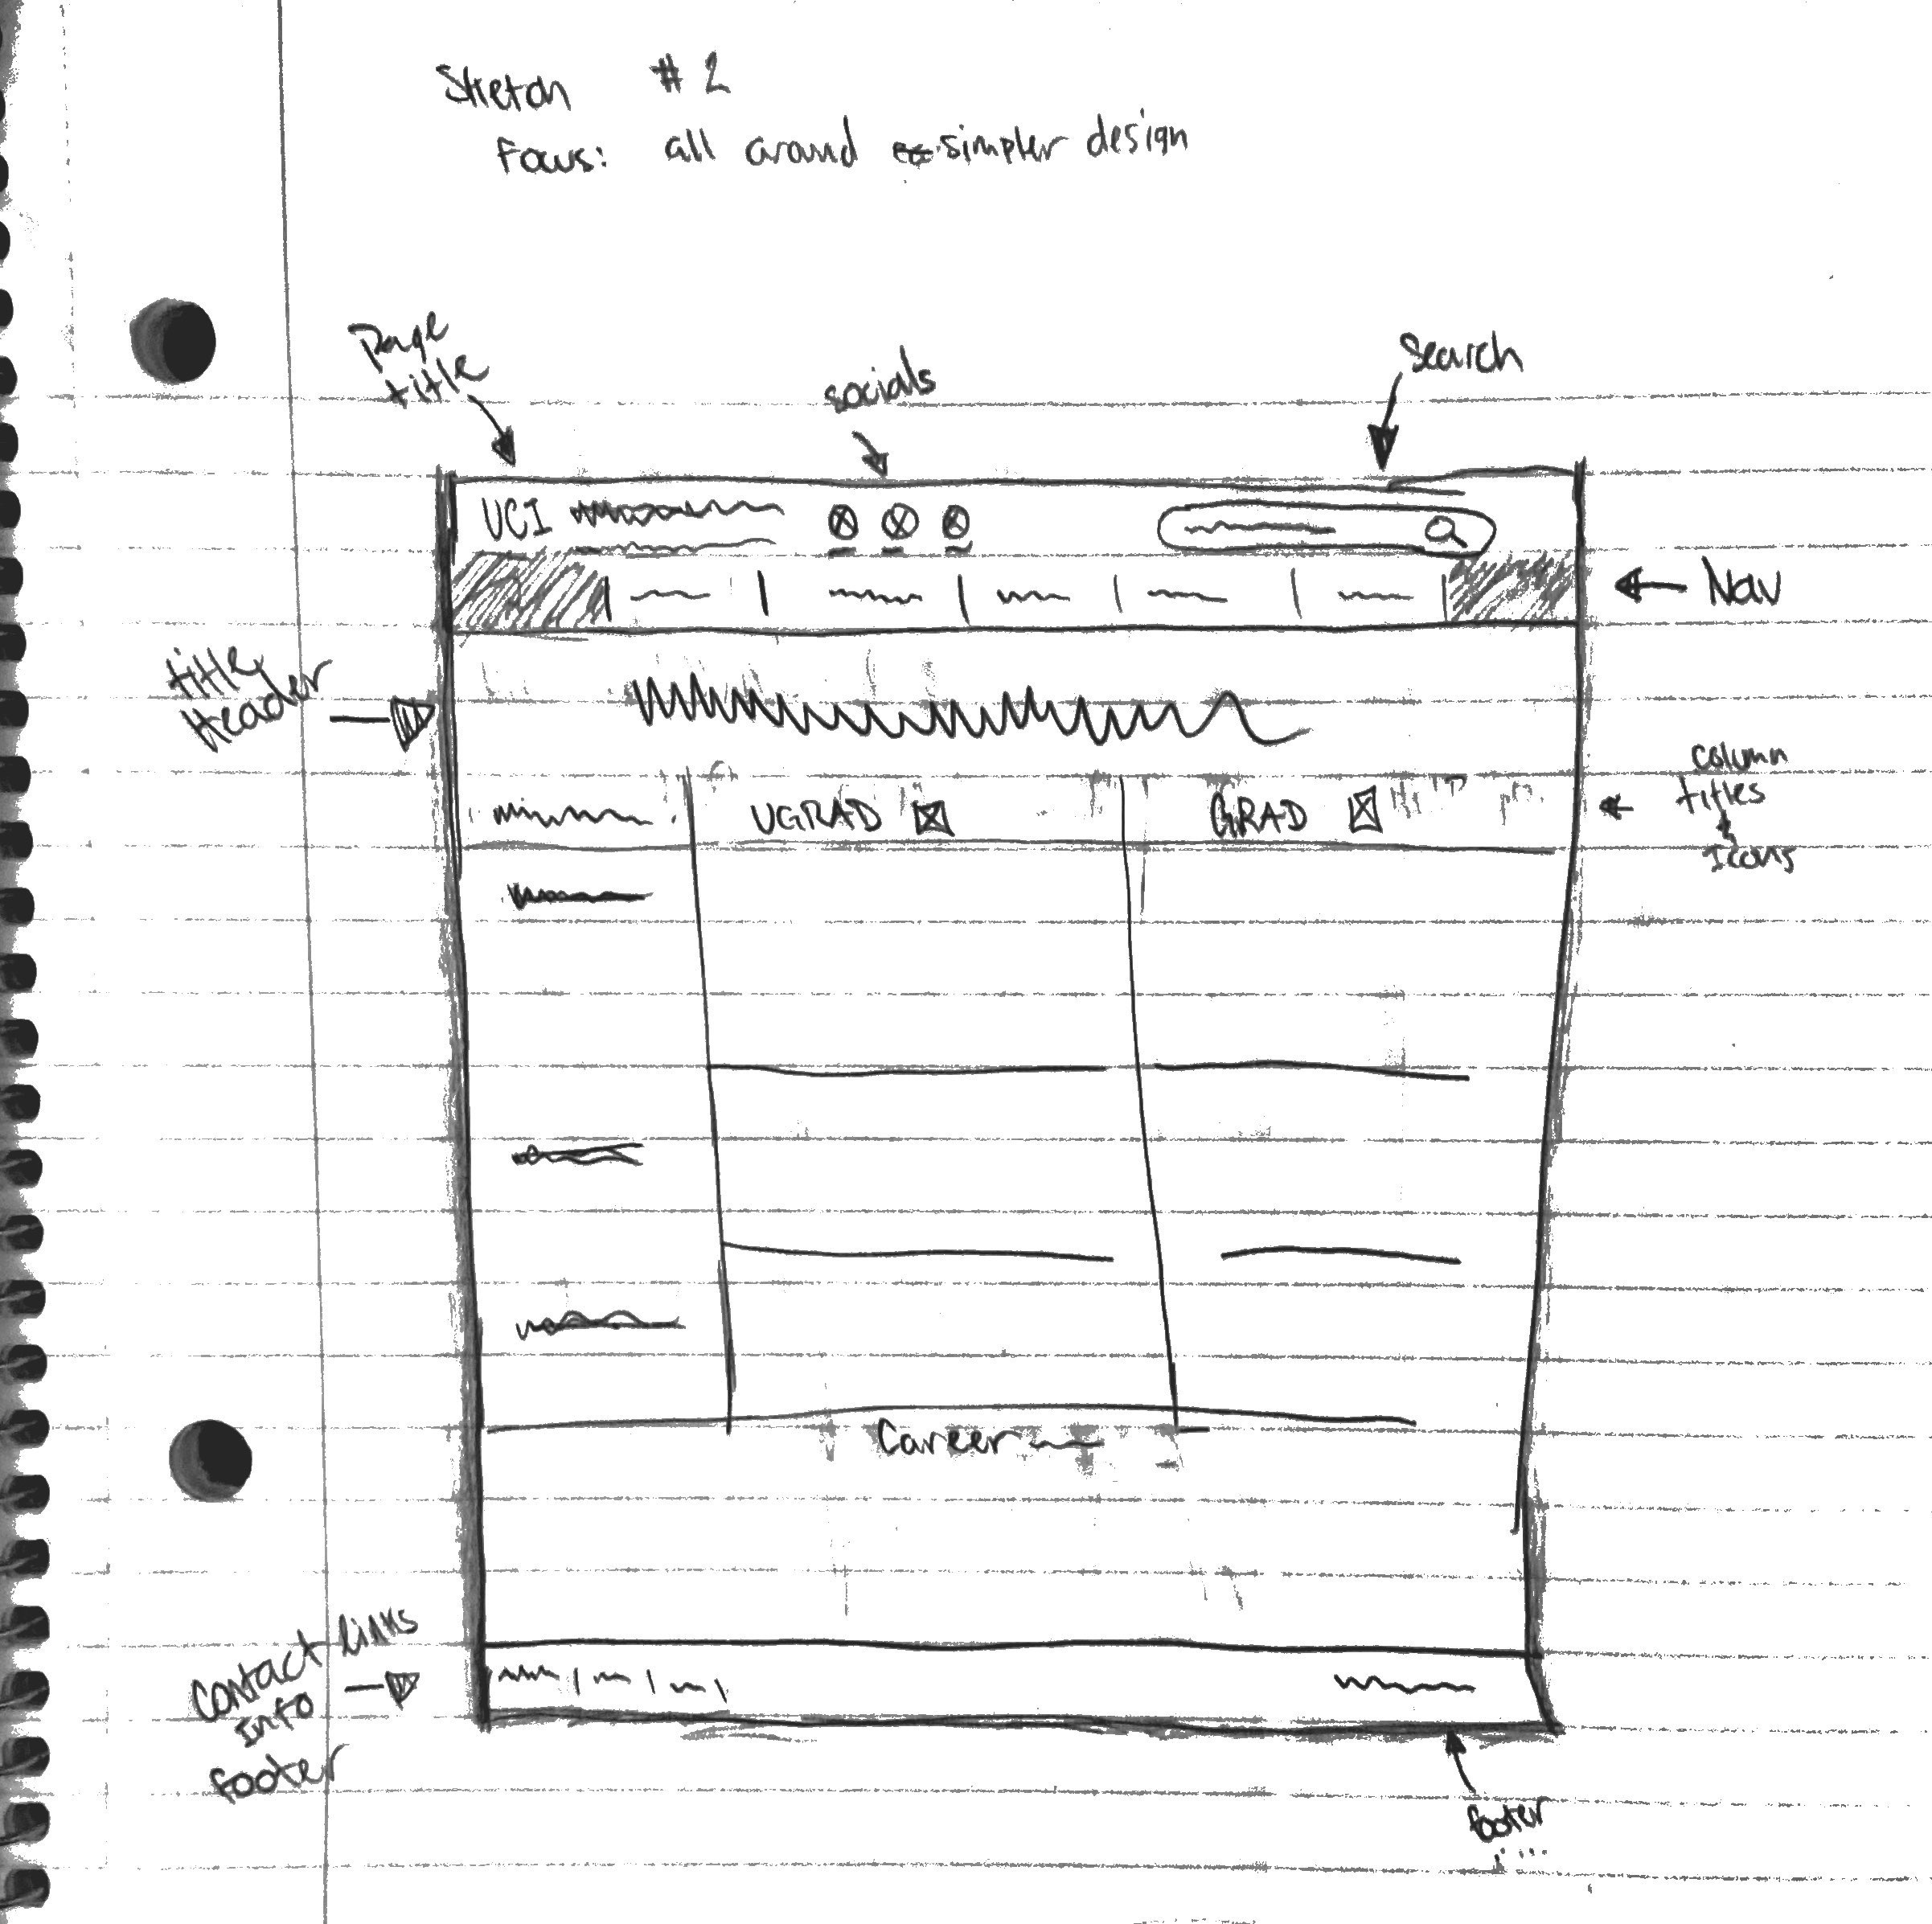 Sketch #2
Focus: all around simpler design
Page
title
socials
search
UCI
Nav
title
Header
UGRAD
GRAD
column
titles
&
Icons
Career
Contact Links
Info
footer
footer